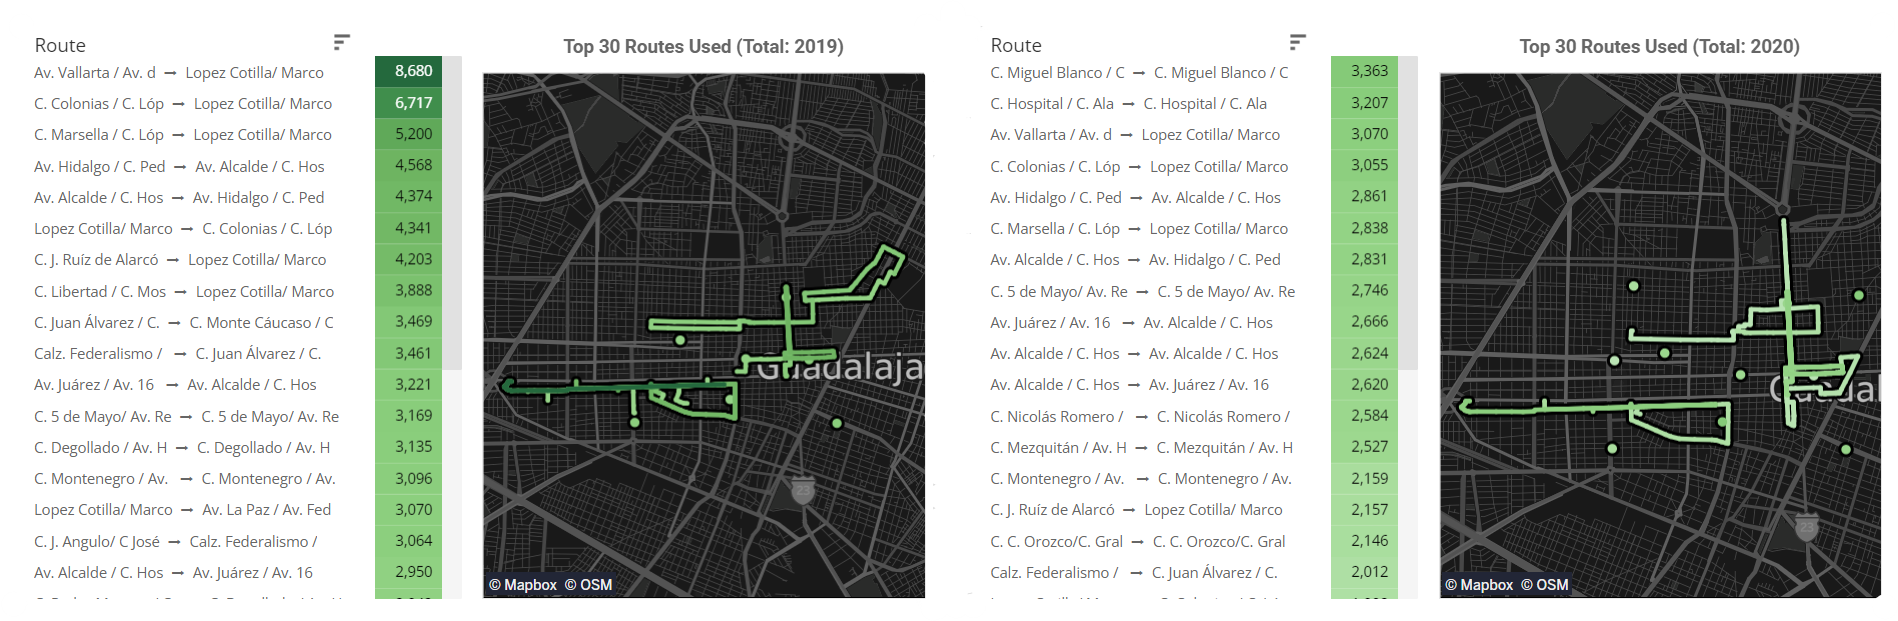 Route
Av. Vallarta / Av. d → Lopez Cotilla/ Marco 8,680
C. Colonias / C. Lóp → Lopez Cotilla/ Marco 6,717
C. Marsella / C. Lóp → Lopez Cotilla/ Marco 5,200
Av. Hidalgo / C. Ped → Av. Alcalde / C. Hos 4,568
Av. Alcalde / C. Hos → Av. Hidalgo / C. Ped 4,374
Lopez Cotilla/ Marco → C. Colonias / C. Lóp 4,341
C. J. Ruíz de Alarcó → Lopez Cotilla/ Marco 4,203
C. Libertad / C. Mos → Lopez Cotilla/ Marco 3,888
C. Juan Álvarez / C. → C. Monte Cáucaso / C 3,469
Calz. Federalismo / → C. Juan Álvarez / C. 3,461
Av. Juárez / Av. 16 → Av. Alcalde / C. Hos 3,221
C. 5 de Mayo/ Av. Re → C. 5 de Mayo/ Av. Re 3,169
C. Degollado / Av. H → C. Degollado / Av. H 3,135
C. Montenegro / Av. → C. Montenegro / Av. 3,096
Lopez Cotilla/ Marco → Av. La Paz / Av. Fed 3,070
C. J. Angulo/ C José → Calz. Federalismo / 3,064
Av. Alcalde / C. Hos → Av. Juárez / Av. 16 2,950
Top 30 Routes Used (Total: 2019)
Guadalaja
23
© Mapbox © OSM
Route
C. Miguel Blanco / C → C. Miguel Blanco / C 3,363
C. Hospital / C. Ala → C. Hospital / C. Ala 3,207
Av. Vallarta / Av. d → Lopez Cotilla/ Marco 3,070
C. Colonias / C. Lóp → Lopez Cotilla/ Marco 3,055
Av. Hidalgo / C. Ped → Av. Alcalde / C. Hos 2,861
C. Marsella / C. Lóp → Lopez Cotilla/ Marco 2,838
Av. Alcalde / C. Hos → Av. Hidalgo / C. Ped 2,831
C. 5 de Mayo/ Av. Re → C. 5 de Mayo/ Av. Re 2,746
Av. Juárez / Av. 16 → Av. Alcalde / C. Hos 2,666
Av. Alcalde / C. Hos → Av. Alcalde / C. Hos 2,624
Av. Alcalde / C. Hos → Av. Juárez / Av. 16 2,620
C. Nicolás Romero / → C. Nicolás Romero / 2,584
C. Mezquitán / Av. H → C. Mezquitán / Av. H 2,527
C. Montenegro / Av. → C. Montenegro / Av. 2,159
C. J. Ruíz de Alarcó → Lopez Cotilla/ Marco 2,157
C. C. Orozco/C. Gral → C. C. Orozco/C. Gral 2,146
Calz. Federalismo / → C. Juan Álvarez / C. 2,012
Top 30 Routes Used (Total: 2020)
23
© Mapbox © OSM